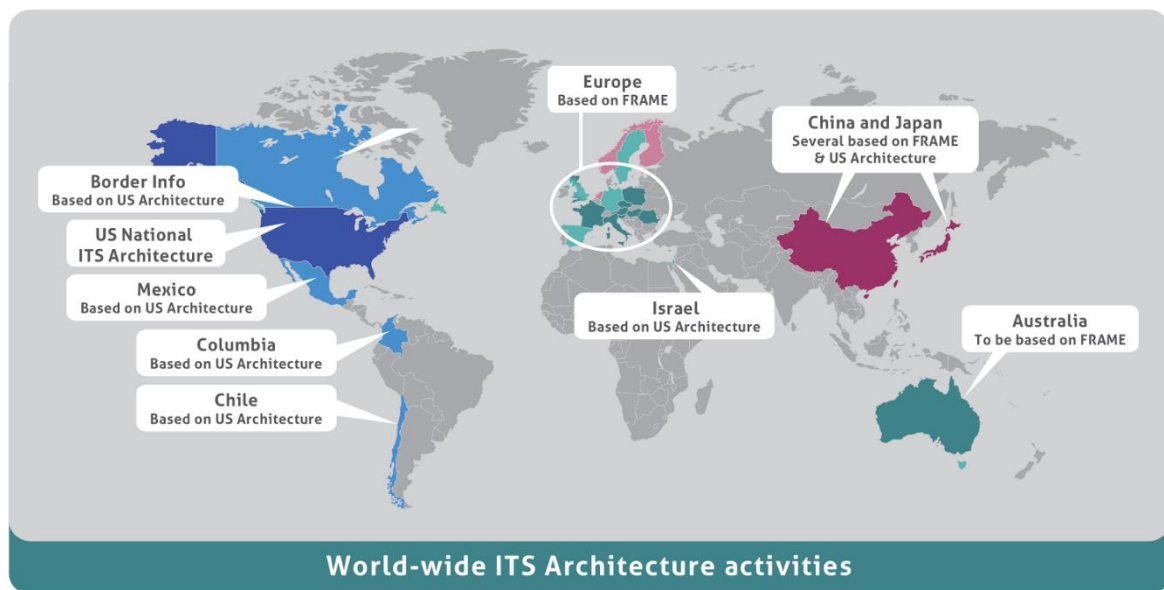 Europe
Based on FRAME
China and Japan
Several based on FRAME
& US Architecture
Border Info
Based on US Architecture
US National
ITS Architecture
Mexico
Based on US Architecture
Israel
Based on US Architecture
Australia
To be based on FRAME
Columbia
Based on US Architecture
Chile
Based on US Architecture
World-wide ITS Architecture activities